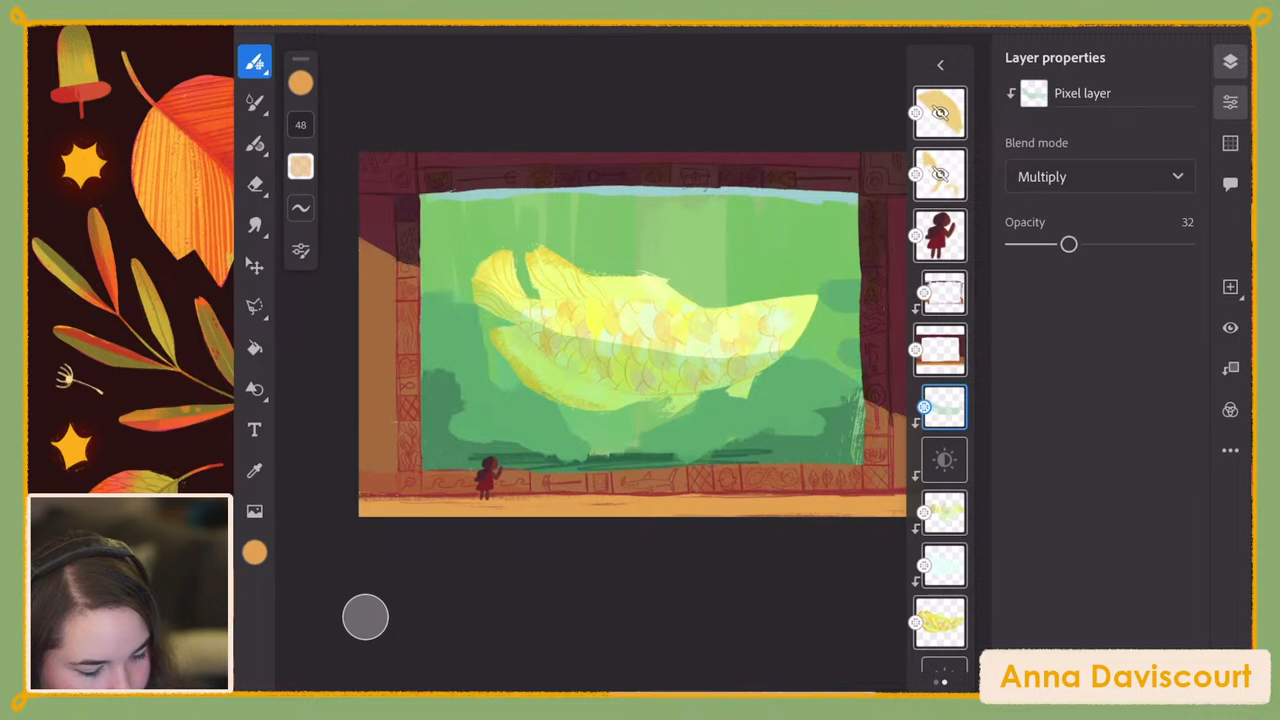 48
Layer properties
Pixel layer
Blend mode
Multiply
Opacity 32
T
Anna Daviscourt